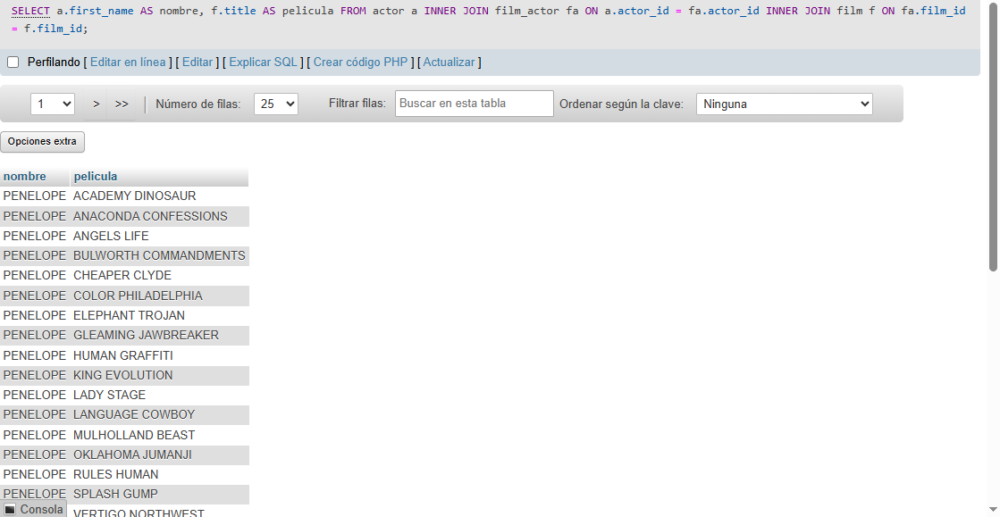 SELECT a.first_name AS nombre, f.title AS pelicula FROM actor a INNER JOIN film_actor fa ON a.actor_id = fa.actor_id INNER JOIN film f ON fa.film_id
= f.film_id;
Perfilando [ Editar en línea ] [ Editar ] [ Explicar SQL ] [ Crear código PHP ] [ Actualizar ]
1 > >> | Número de filas: 25 Filtrar filas: Buscar en esta tabla Ordenar según la clave: Ninguna
Opciones extra
nombre pelicula
PENELOPE ACADEMY DINOSAUR
PENELOPE ANACONDA CONFESSIONS
PENELOPE ANGELS LIFE
PENELOPE BULWORTH COMMANDMENTS
PENELOPE CHEAPER CLYDE
PENELOPE COLOR PHILADELPHIA
PENELOPE ELEPHANT TROJAN
PENELOPE GLEAMING JAWBREAKER
PENELOPE HUMAN GRAFFITI
PENELOPE KING EVOLUTION
PENELOPE LADY STAGE
PENELOPE LANGUAGE COWBOY
PENELOPE MULHOLLAND BEAST
PENELOPE OKLAHOMA JUMANJI
PENELOPE RULES HUMAN
PENELOPE SPLASH GUMP
Consola VERTIGO NORTHWEST